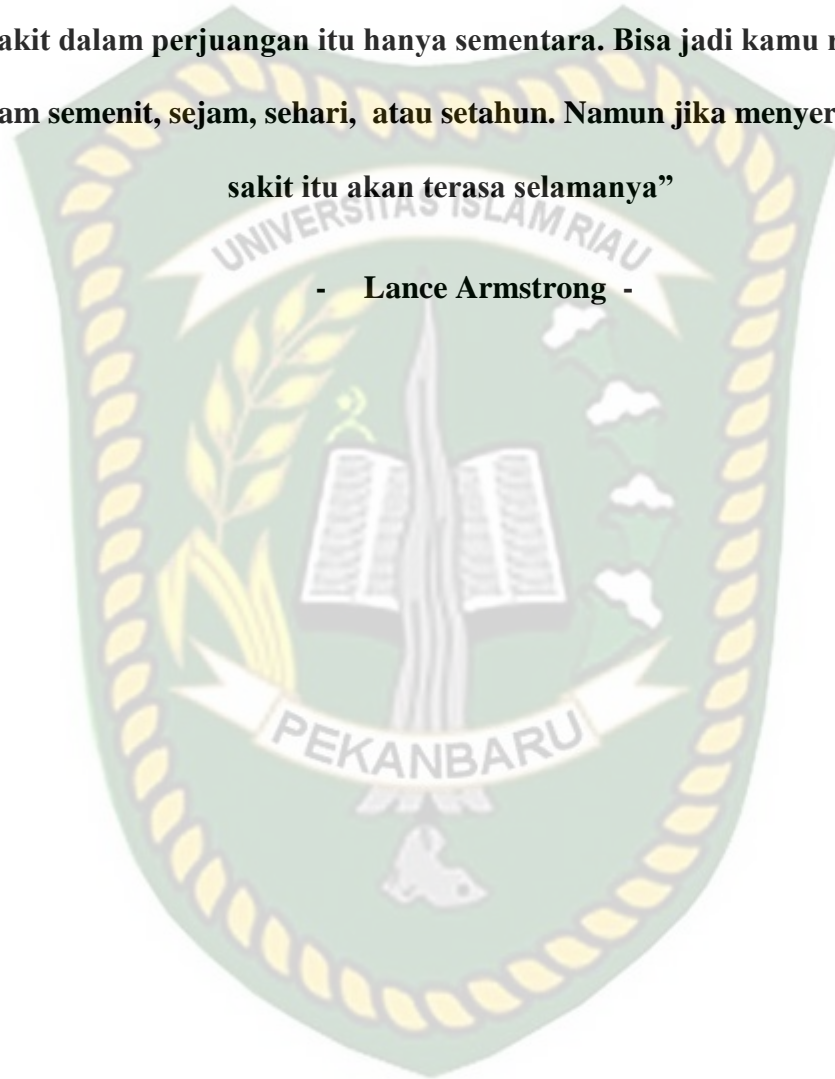 akit dalam perjuangan itu hanya sementara. Bisa jadi kamu
am semenit, sejam, sehari,  atau setahun. Namun jika menyer
sakit itu akan terasa selamanya”
UNIVERSITAS ISLAM RIAU
- Lance Armstrong -
PEKANBARU